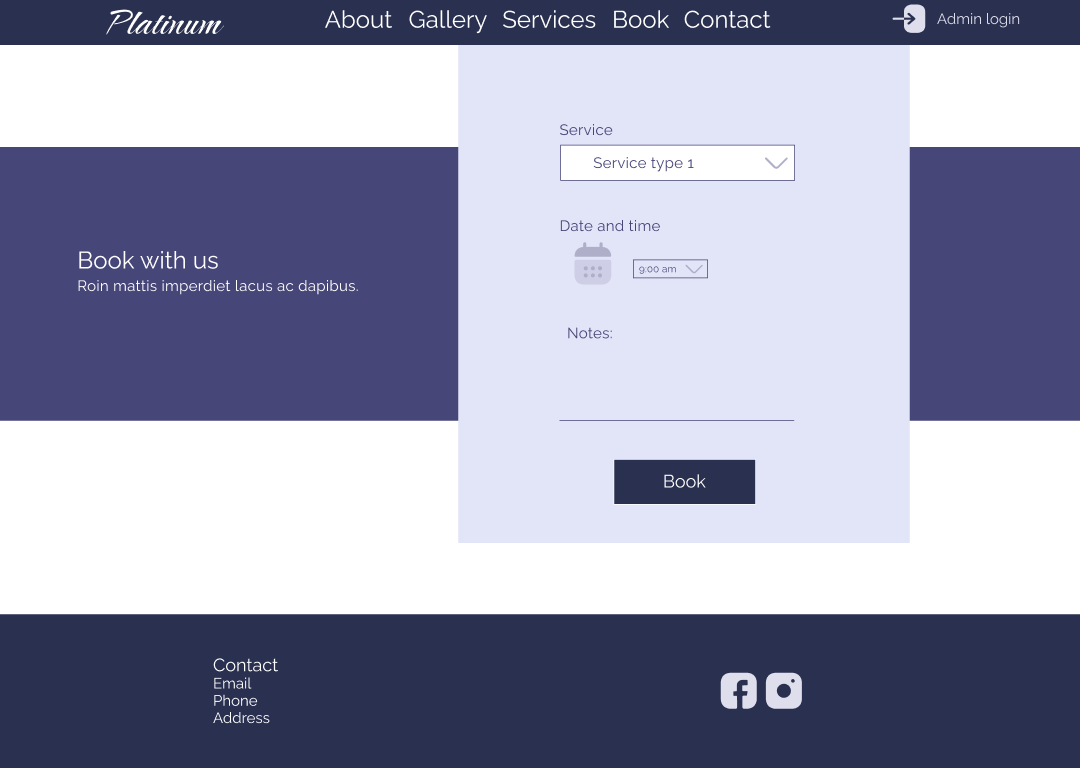 Platinum
About Gallery Services Book Contact
Admin login
Service
Service type 1
Date and time
9:00 am
Book with us
Roin mattis imperdiet lacus ac dapibus.
Notes:
Book
Contact
Email
Phone
Address